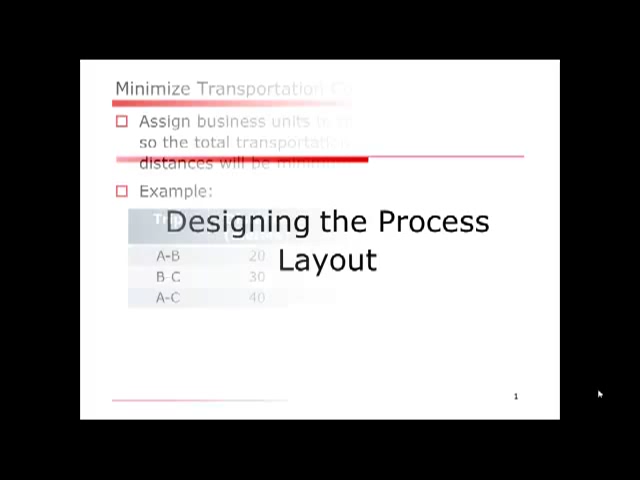 Minimize Transportation
Assign business units to
so the total transportation
distances will be
Example:
Designing the Process
Layout
A-B 20
B-C 30
A-C 40
1